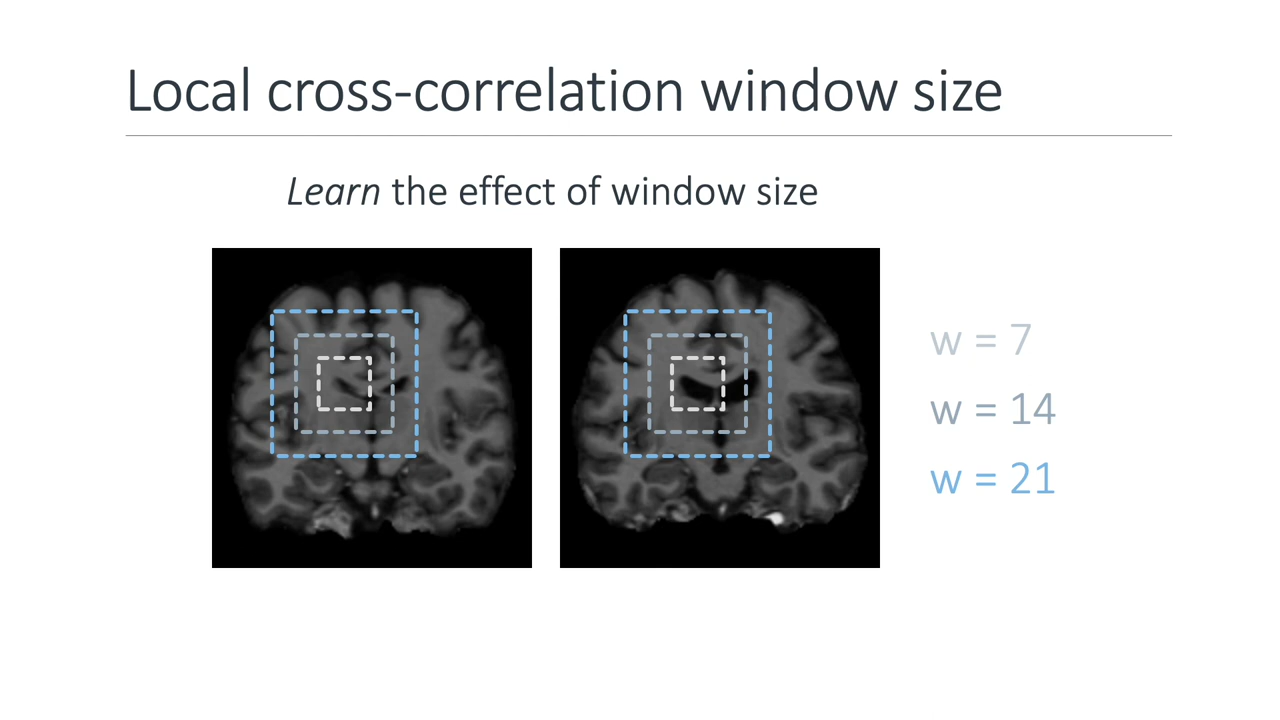 Local cross-correlation window size
Learn the effect of window size
w = 7
w = 14
w = 21